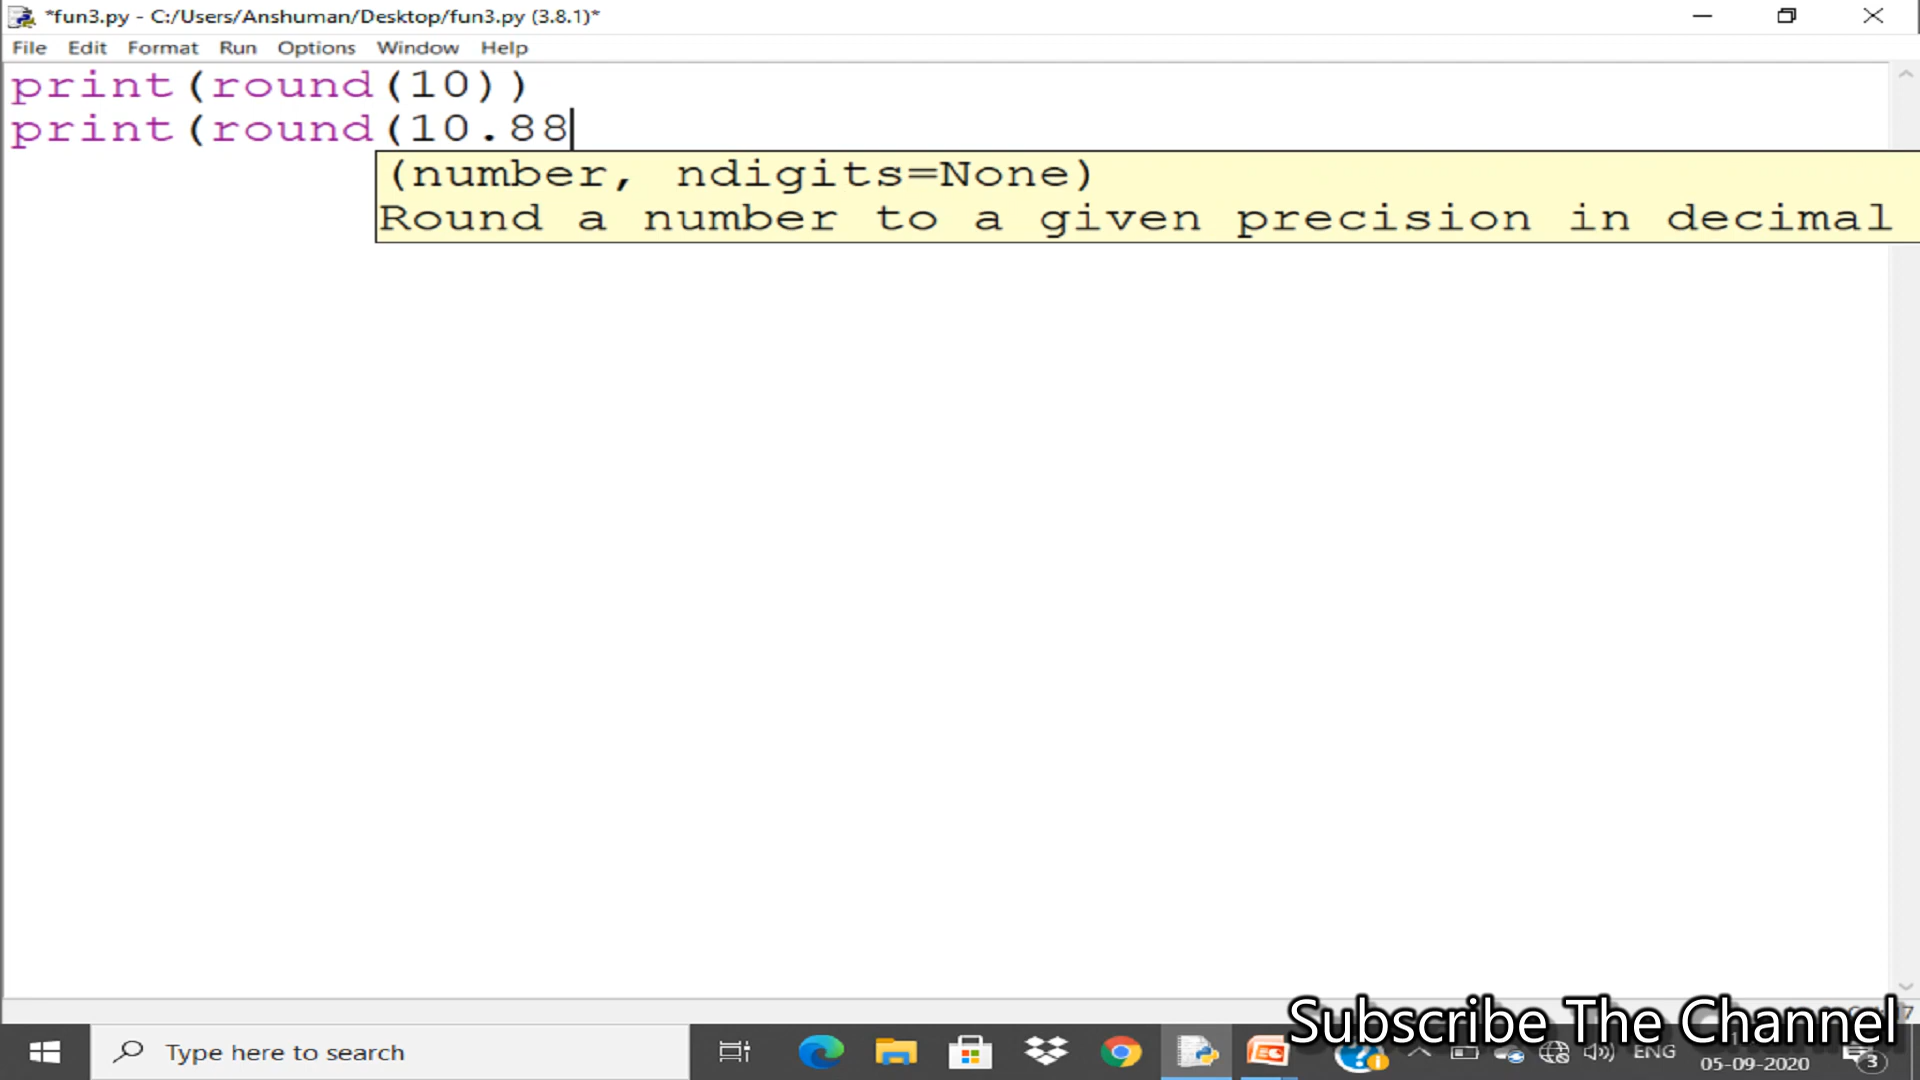 *fun3.py - C:/Users/Anshuman/Desktop/fun3.py (3.8.1)*
File Edit Format Run Options Window Help
print(round(10))
print(round(10.88
(number, ndigits=None)
Round a number to a given precision in decimal
Subscribe The Channel
Type here to search
ENG
05-09-2020
3